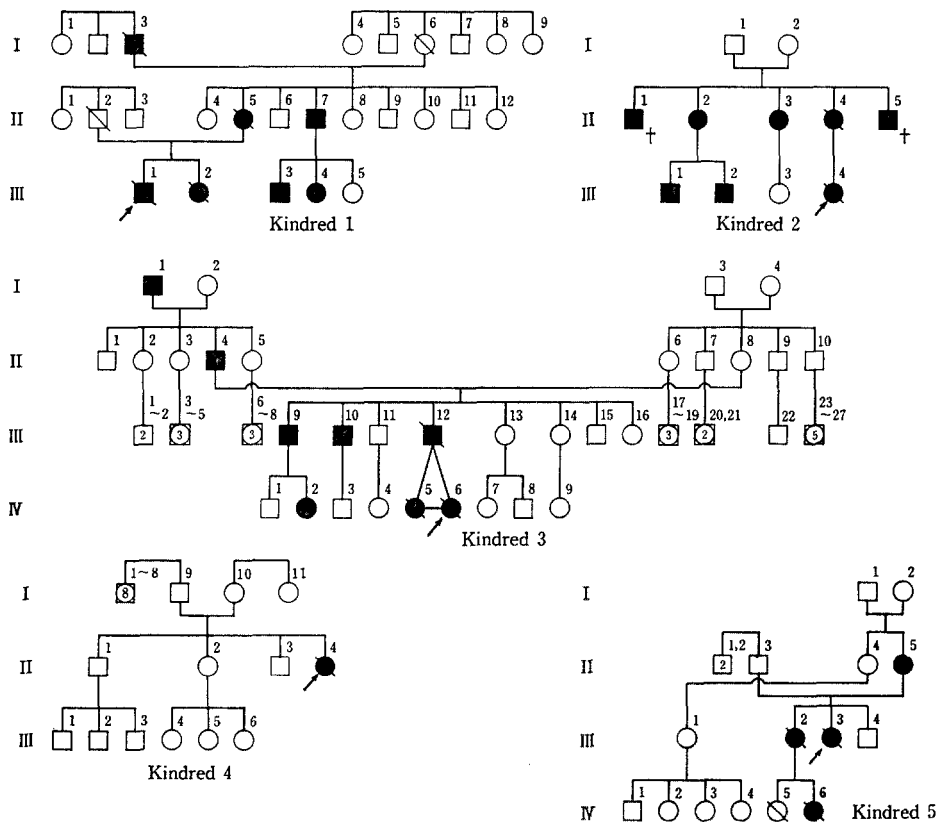 1 3 4 5 6 7 8 9
I
1 2 3 4 5 6 7 8 9 10 11 12
II
1 2 3 4 5
III
Kindred 1
1 2
I
1 2 3 4 5
II
† †
1 2 3 4
III
Kindred 2
1 2 3 4
I
1 2 3 4 5 6 7 8 9 10
II
1 3 6 17 23
~2 ~5 ~8 9 10 11 12 13 14 15 16 ~19 20,21 22 ~27
III
2 3 3 3 2 5
1 2 3 4 5 6 7 8 9
IV
Kindred 3
1~8 9 10 11
I
8
1 2 3 4
II
1 2 3 4 5 6
III
Kindred 4
1 2
I
1,2 3 4 5
II
2
1 2 3 4
III
1 2 3 4 5 6
IV
Kindred 5